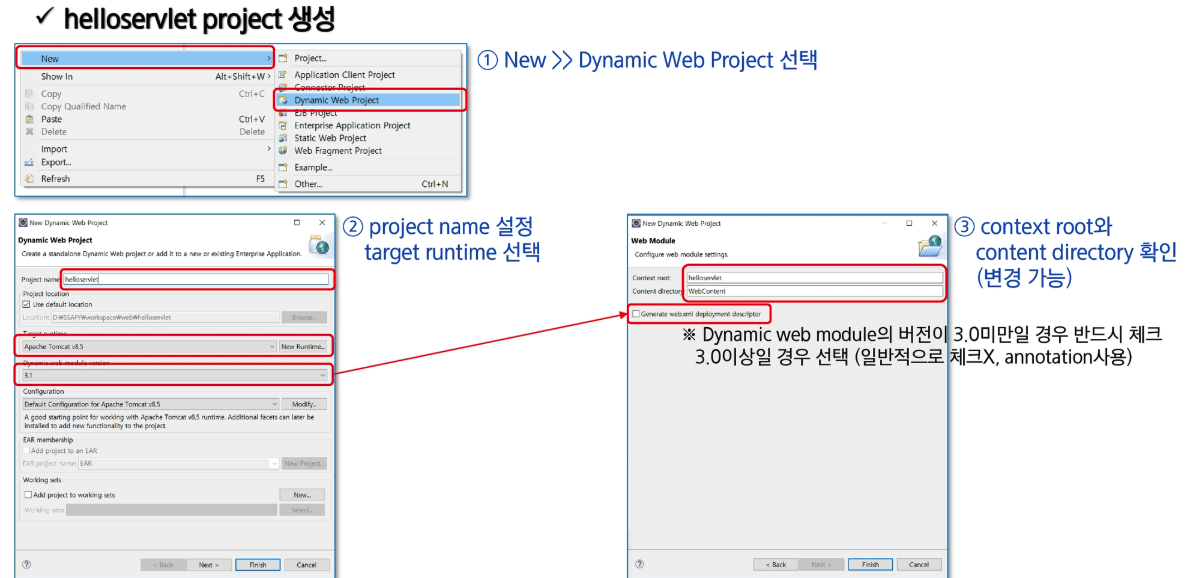 ✓ helloservlet project 생성
① New >> Dynamic Web Project 선택
New
Show In Alt+Shift+W >
Copy Ctrl+C
Copy Qualified Name
Paste Ctrl+V
Delete Delete
Import >
Export...
Refresh F5
Project...
Application Client Project
Connector Project
Dynamic Web Project
EJB Project
Enterprise Application Project
Static Web Project
Web Fragment Project
Example...
Other... Ctrl+N
② project name 설정
target runtime 선택
New Dynamic Web Project
Dynamic Web Project
Create a standalone Dynamic Web project or add it to a new or existing Enterprise Application.
Project name: helloservlet
Project location
Use default location
Location: D:₩SSAFY₩workspace₩web₩helloservlet Browse...
Target runtime
Apache Tomcat v8.5 New Runtime...
Dynamic web module version
3.1
Configuration
Default Configuration for Apache Tomcat v8.5 Modify...
A good starting point for working with Apache Tomcat v8.5 runtime. Additional facets can later be
installed to add new functionality to the project.
EAR membership
Add project to an EAR
EAR project name: EAR New Project...
Working sets
Add project to working sets New...
Working sets: Select...
? < Back Next > Finish Cancel
③ context root와
content directory 확인
(변경 가능)
New Dynamic Web Project
Web Module
Configure web module settings.
Context root: helloservlet
Content directory: WebContent
Generate web.xml deployment descriptor
※ Dynamic web module의 버전이 3.0미만일 경우 반드시 체크
3.0이상일 경우 선택 (일반적으로 체크X, annotation사용)
? < Back Next > Finish Cancel